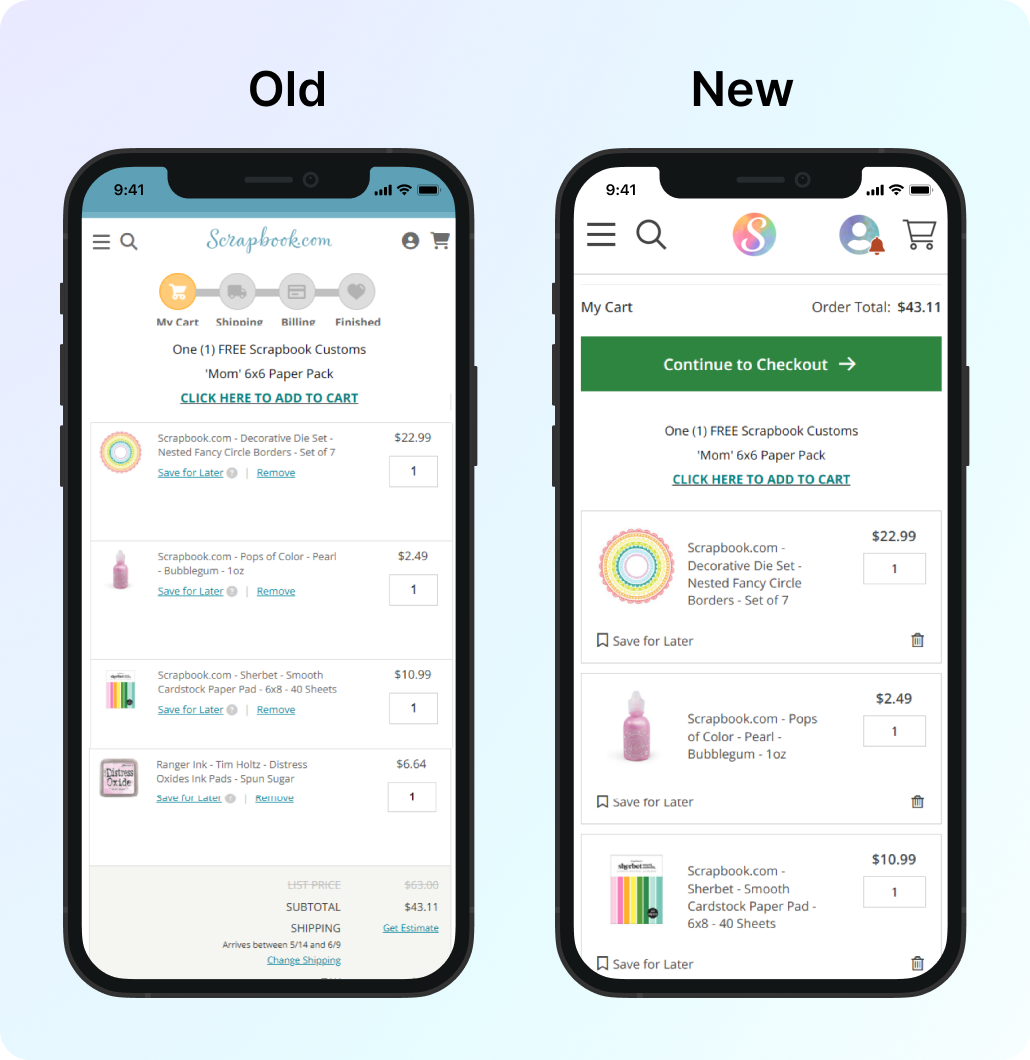 Old
New
9:41
Scrapbook.com
My Cart
Shipping
Billing
Finished
One (1) FREE Scrapbook Customs
'Mom' 6x6 Paper Pack
CLICK HERE TO ADD TO CART
Scrapbook.com - Decorative Die Set -
Nested Fancy Circle Borders - Set of 7
Save for Later ? | Remove
$22.99
1
Scrapbook.com - Pops of Color - Pearl
- Bubblegum - 1oz
Save for Later ? | Remove
$2.49
1
Scrapbook.com - Sherbet - Smooth
Cardstock Paper Pad - 6x8 - 40 Sheets
Save for Later ? | Remove
$10.99
1
Distress
Oxide
Ranger Ink - Tim Holtz - Distress
Oxides Ink Pads - Spun Sugar
Save for Later ? | Remove
$6.64
1
LIST PRICE $63.00
SUBTOTAL $43.11
SHIPPING Get Estimate
Arrives between 5/14 and 6/9
Change Shipping
9:41
S
My Cart
Order Total: $43.11
Continue to Checkout →
One (1) FREE Scrapbook Customs
'Mom' 6x6 Paper Pack
CLICK HERE TO ADD TO CART
Scrapbook.com -
Decorative Die Set -
Nested Fancy Circle
Borders - Set of 7
$22.99
1
Save for Later
Scrapbook.com - Pops
of Color - Pearl -
Bubblegum - 1oz
$2.49
1
Save for Later
sherbet
Scrapbook.com -
Sherbet - Smooth
Cardstock Paper Pad -
6x8 - 40 Sheets
$10.99
1
Save for Later